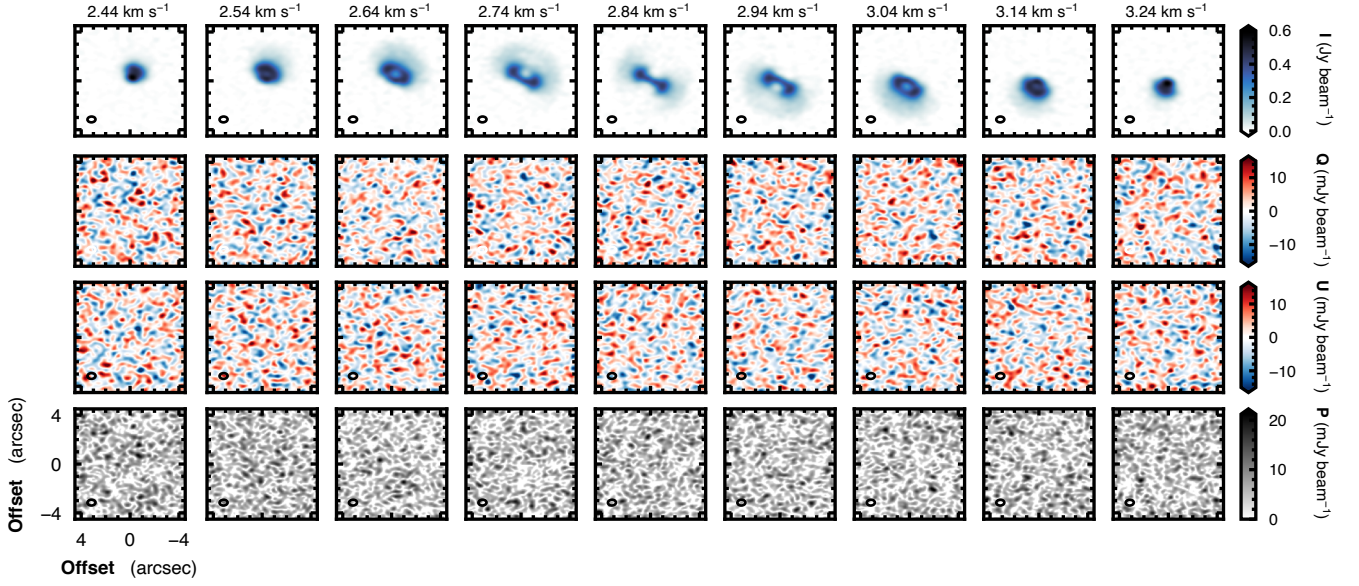 2.44 km s⁻¹ 2.54 km s⁻¹ 2.64 km s⁻¹ 2.74 km s⁻¹ 2.84 km s⁻¹ 2.94 km s⁻¹ 3.04 km s⁻¹ 3.14 km s⁻¹ 3.24 km s⁻¹
0.6
0.4
0.2
0.0
I (Jy beam⁻¹)
10
0
−10
Q (mJy beam⁻¹)
10
0
−10
U (mJy beam⁻¹)
20
10
0
P (mJy beam⁻¹)
4
0
−4
Offset (arcsec)
4 0 −4
Offset (arcsec)